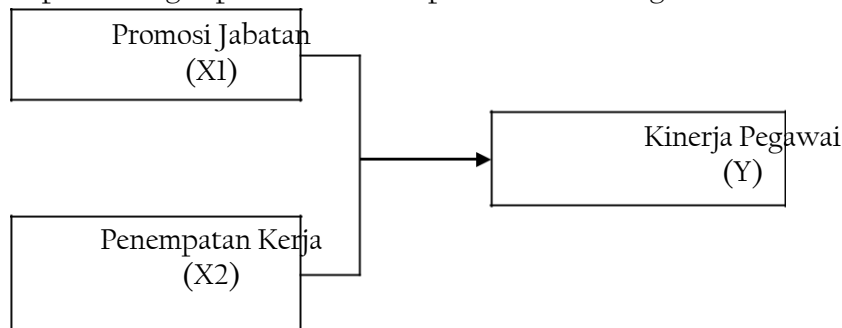 Promosi Jabatan
(X1)
Kinerja Pegawai
(Y)
Penempatan Kerja
(X2)